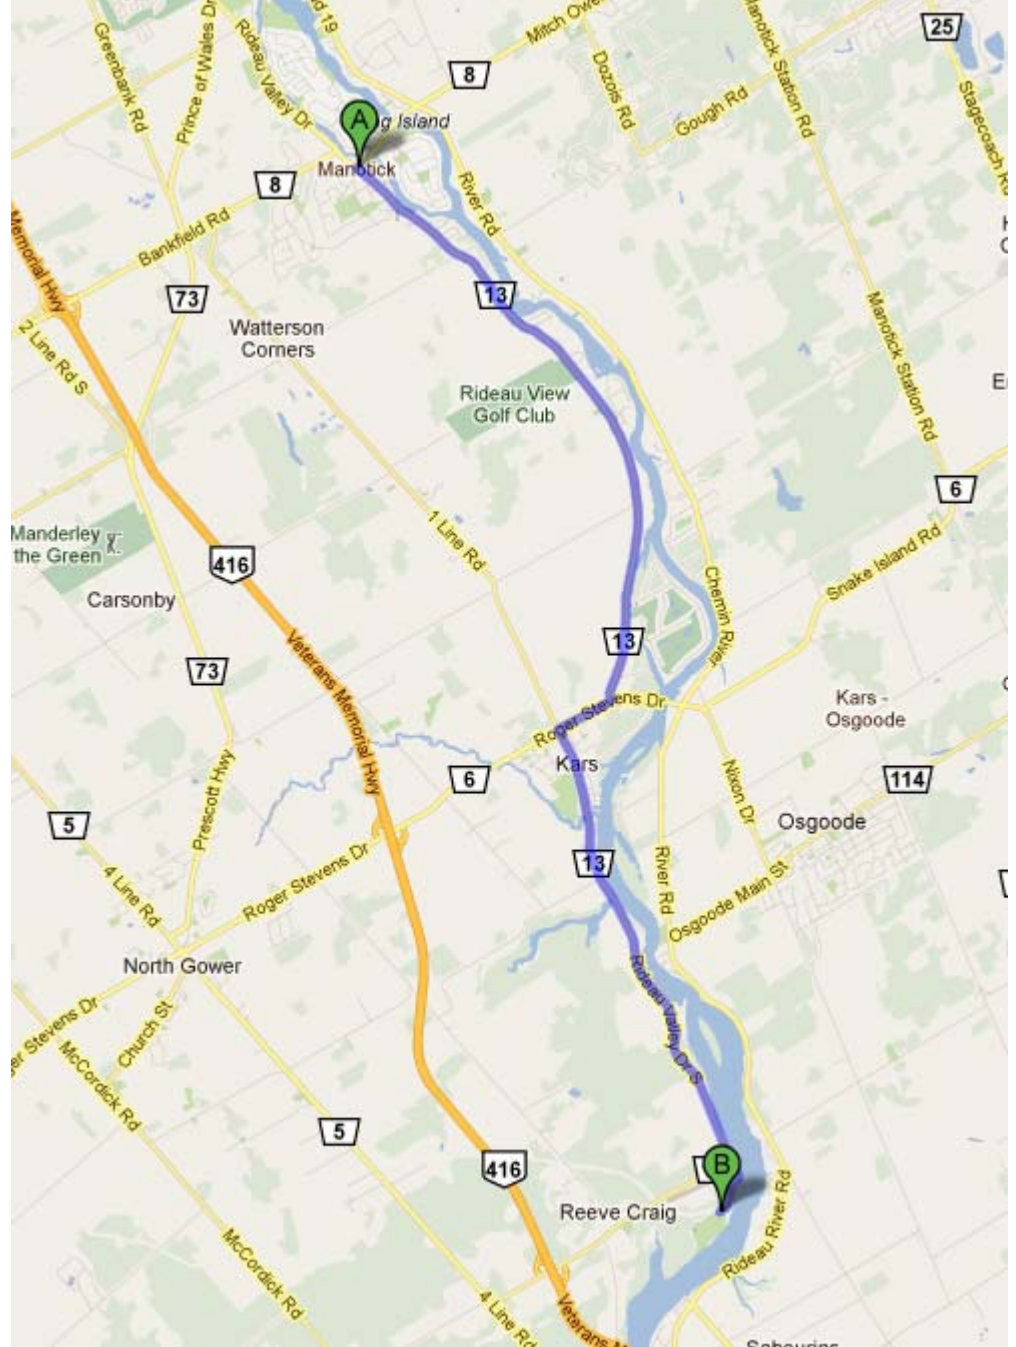 nd 19
Mitch Owe
25
Greenbank Rd
Prince of Wales Dr
Rideau Valley Dr
8
Dozois Rd
Gough Rd
Manotick Station Rd
Stagecoach R
A
g Island
Manotick
8
River Rd
Bankfield Rd
Memorial Hwy
73
13
2 Line Rd S
Watterson
Corners
Manotick Station Rd
Rideau View
Golf Club
6
1 Line Rd
Manderley
the Green
416
Snake Island Rd
Carsonby
Chemin River
13
Veterans Memorial Hwy
73
Roger Stevens Dr
Kars -
Osgoode
Kars
6
114
Nixon Dr
Prescott Hwy
5
Osgoode
13
River Rd
4 Line Rd
Roger Stevens Dr
Osgoode Main St
North Gower
Rideau Valley Dr S
er Stevens Dr
Church St
McCordick Rd
5
416
B
Reeve Craig
Rideau River Rd
McCordick Rd
4 Line Rd
Veterans M